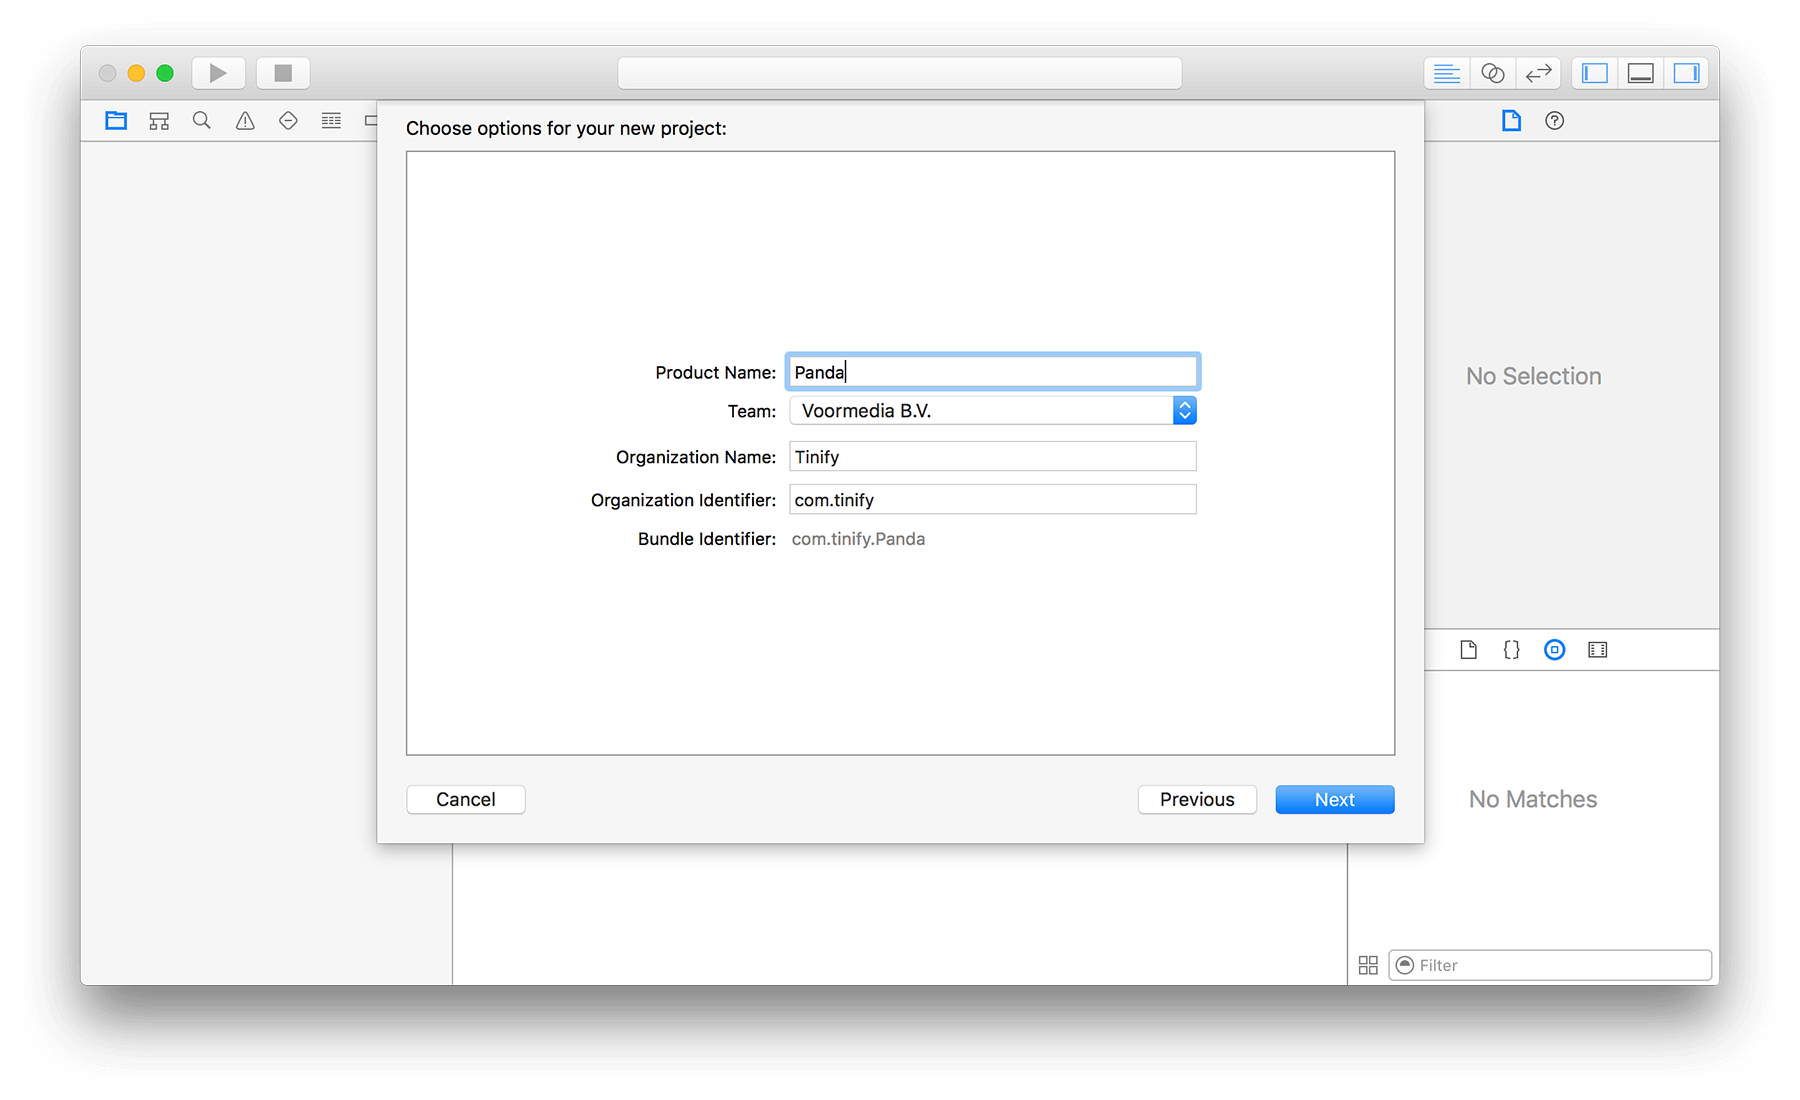 Choose options for your new project:
Product Name: Panda
Team: Voormedia B.V.
Organization Name: Tinify
Organization Identifier: com.tinify
Bundle Identifier: com.tinify.Panda
Cancel
Previous
Next
No Selection
No Matches
Filter